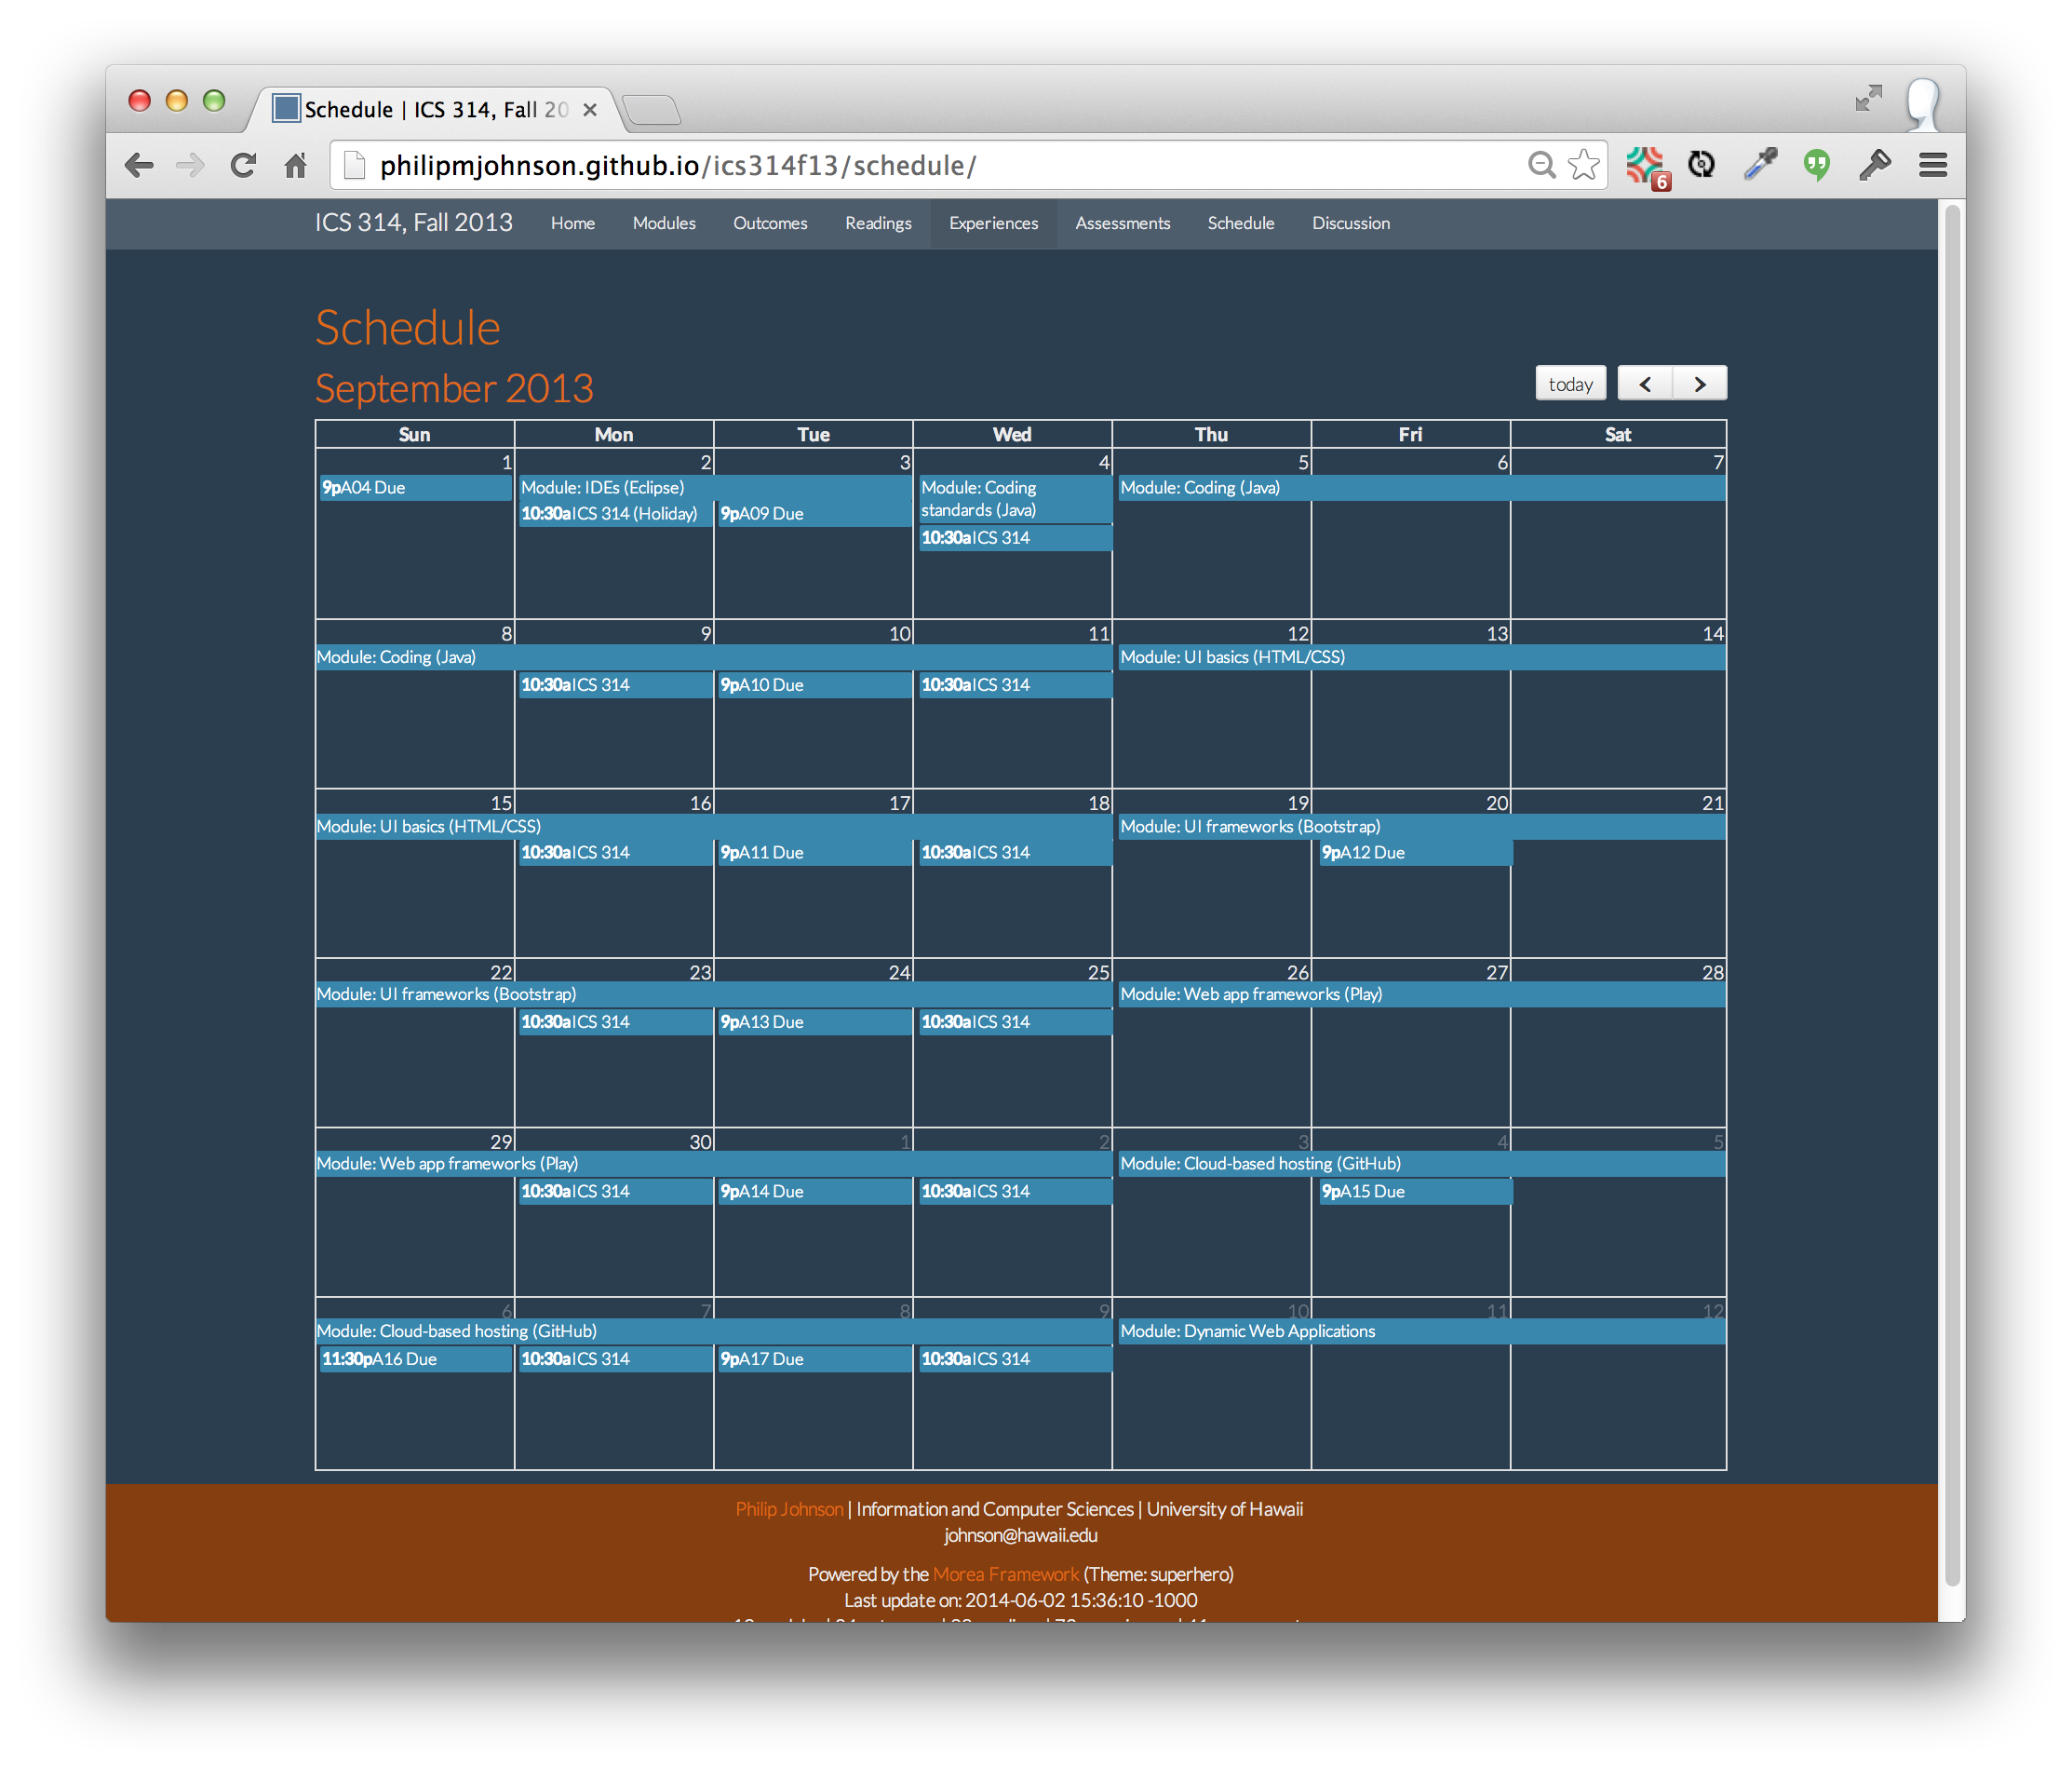 Schedule | ICS 314, Fall 20
philipmjohnson.github.io/ics314f13/schedule/
6
ICS 314, Fall 2013 Home Modules Outcomes Readings Experiences Assessments Schedule Discussion
Schedule
September 2013
today
Sun Mon Tue Wed Thu Fri Sat
1 2 3 4 5 6 7
9pA04 Due Module: IDEs (Eclipse) Module: Coding Module: Coding (Java)
standards (Java)
10:30aICS 314 (Holiday) 9pA09 Due
10:30aICS 314
8 9 10 11 12 13 14
Module: Coding (Java) Module: UI basics (HTML/CSS)
10:30aICS 314 9pA10 Due 10:30aICS 314
15 16 17 18 19 20 21
Module: UI basics (HTML/CSS) Module: UI frameworks (Bootstrap)
10:30aICS 314 9pA11 Due 10:30aICS 314 9pA12 Due
22 23 24 25 26 27 28
Module: UI frameworks (Bootstrap) Module: Web app frameworks (Play)
10:30aICS 314 9pA13 Due 10:30aICS 314
29 30 1 2 3 4 5
Module: Web app frameworks (Play) Module: Cloud-based hosting (GitHub)
10:30aICS 314 9pA14 Due 10:30aICS 314 9pA15 Due
6 7 8 9 10 11 12
Module: Cloud-based hosting (GitHub) Module: Dynamic Web Applications
11:30pA16 Due 10:30aICS 314 9pA17 Due 10:30aICS 314
Philip Johnson | Information and Computer Sciences | University of Hawaii
johnson@hawaii.edu
Powered by the Morea Framework (Theme: superhero)
Last update on: 2014-06-02 15:36:10 -1000